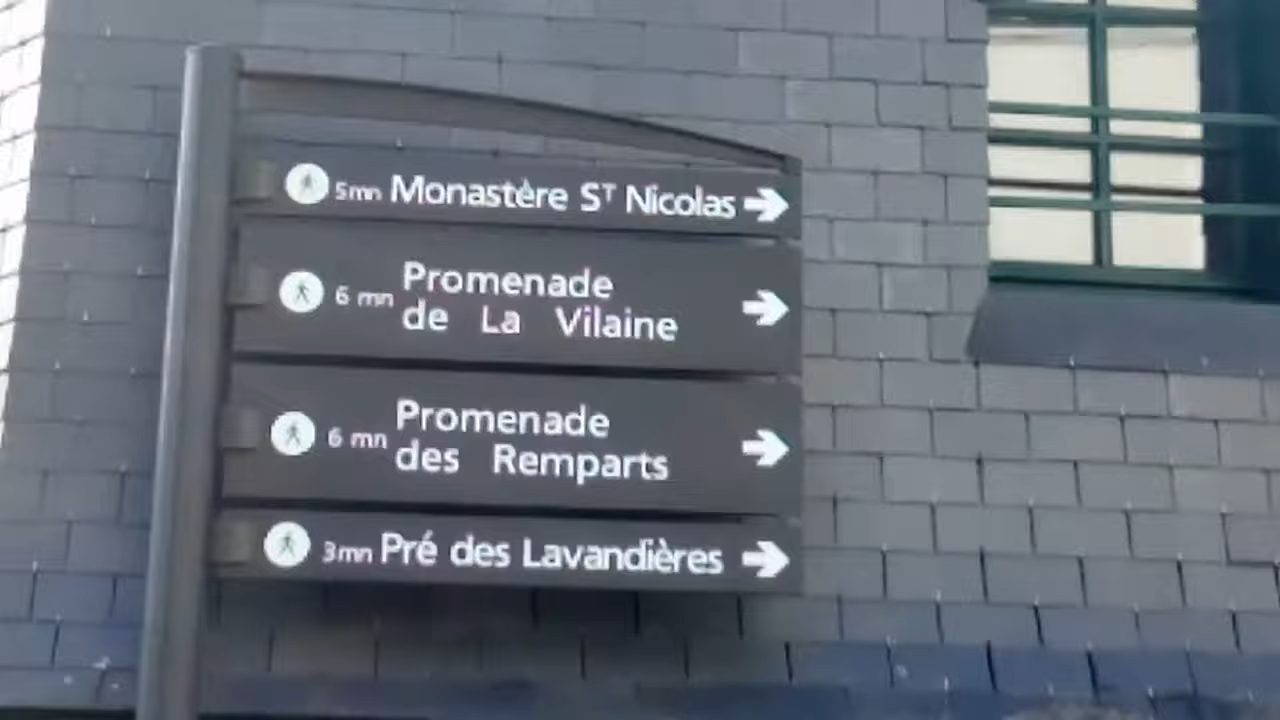 5mn Monastère Sᵀ Nicolas
6 mn Promenade
de La Vilaine
6 mn Promenade
des Remparts
3mn Pré des Lavandières